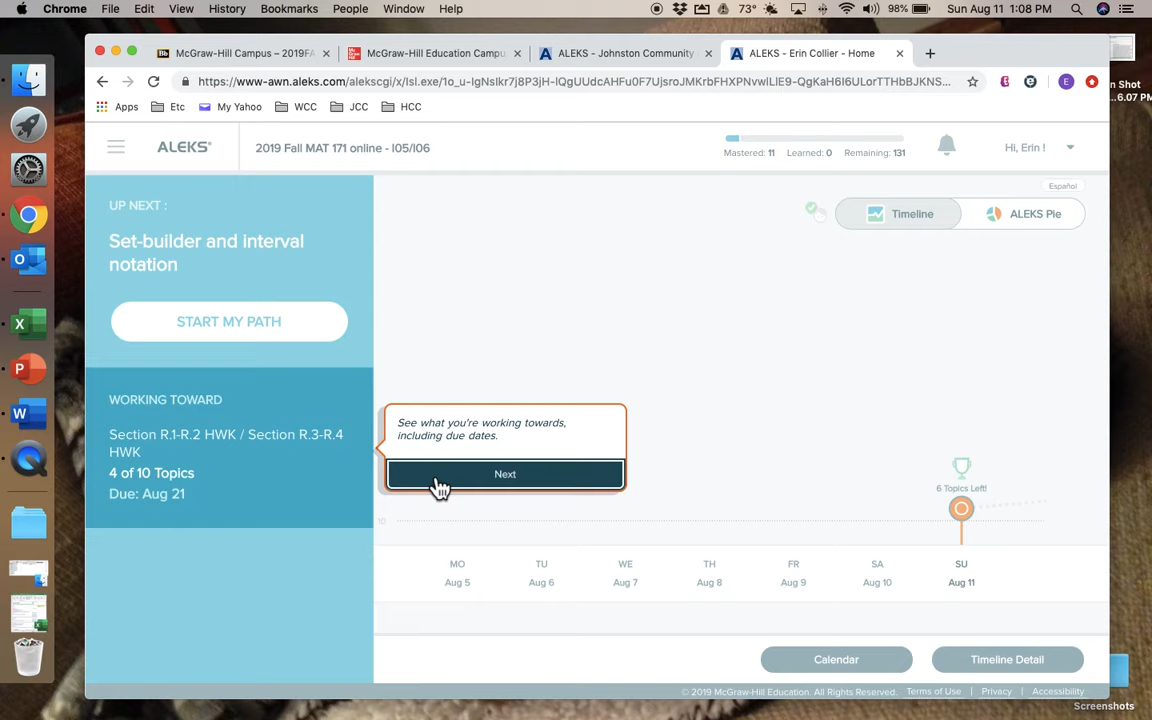 Chrome File Edit View History Bookmarks People Window Help
73° 98% Sun Aug 11 1:08 PM
McGraw-Hill Campus – 2019FA
McGraw-Hill Education Campu
ALEKS - Johnston Community
ALEKS - Erin Collier - Home
Apps Etc My Yahoo WCC JCC HCC
ALEKS®
2019 Fall MAT 171 online - I05/I06
Mastered: 11 Learned: 0 Remaining: 131
Hi, Erin !
Español
Timeline
ALEKS Pie
UP NEXT :
Set-builder and interval
notation
START MY PATH
WORKING TOWARD
Section R.1-R.2 HWK / Section R.3-R.4
HWK
4 of 10 Topics
Due: Aug 21
See what you're working towards,
including due dates.
Next
6 Topics Left!
10
MO TU WE TH FR SA SU
Aug 5 Aug 6 Aug 7 Aug 8 Aug 9 Aug 10 Aug 11
Calendar
Timeline Detail
© 2019 McGraw-Hill Education. All Rights Reserved. Terms of Use | Privacy | Accessibility
n Shot
...6.07 PM
Screenshots